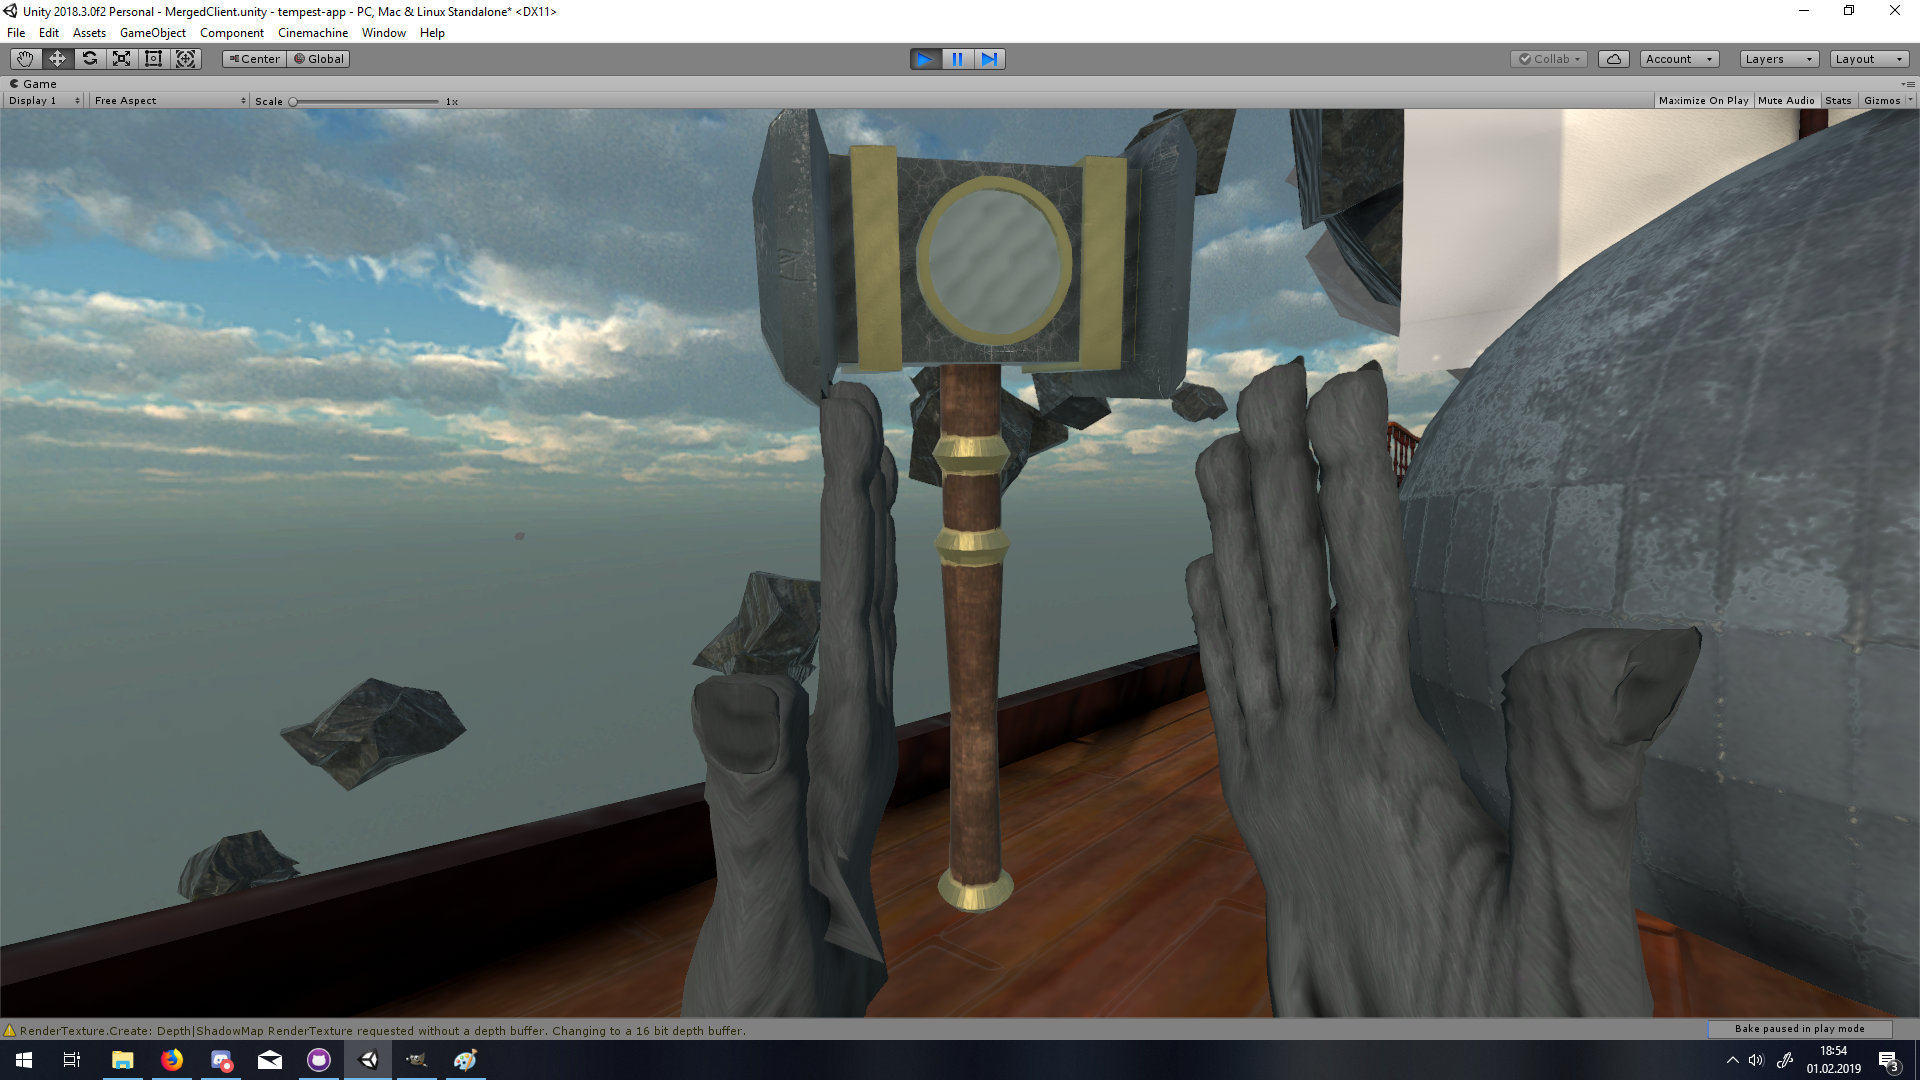 Unity 2018.3.0f2 Personal - MergedClient.unity - tempest-app - PC, Mac & Linux Standalone* <DX11>
File Edit Assets GameObject Component Cinemachine Window Help
Center Global Collab Account Layers Layout
Game
Display 1 Free Aspect Scale 1x Maximize On Play Mute Audio Stats Gizmos
RenderTexture.Create: Depth|ShadowMap RenderTexture requested without a depth buffer. Changing to a 16 bit depth buffer.
Bake paused in play mode
18:54
01.02.2019
3